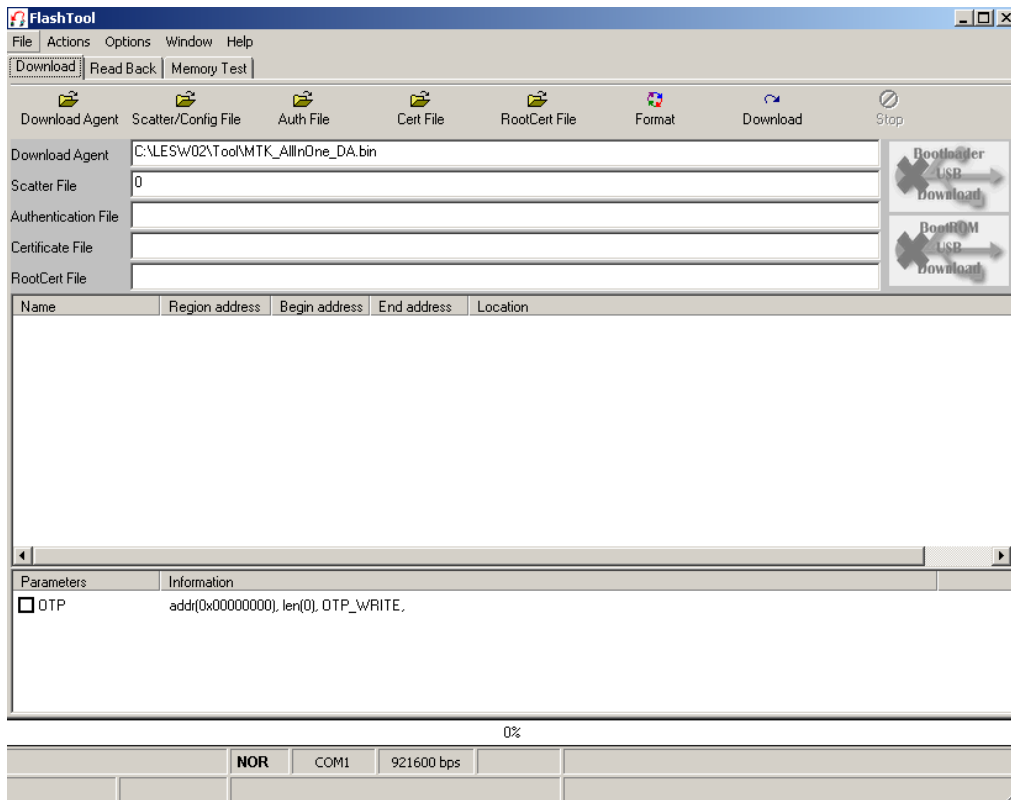 FlashTool
File Actions Options Window Help
Download Read Back Memory Test
Download Agent Scatter/Config File Auth File Cert File RootCert File Format Download Stop
Download Agent C:\LESW02\Tool\MTK_AllInOne_DA.bin
Scatter File 0
Authentication File
Certificate File
RootCert File
Bootloader
USB
Download
BootROM
USB
Download
Name Region address Begin address End address Location
Parameters Information
OTP addr(0x00000000), len(0), OTP_WRITE,
0%
NOR COM1 921600 bps